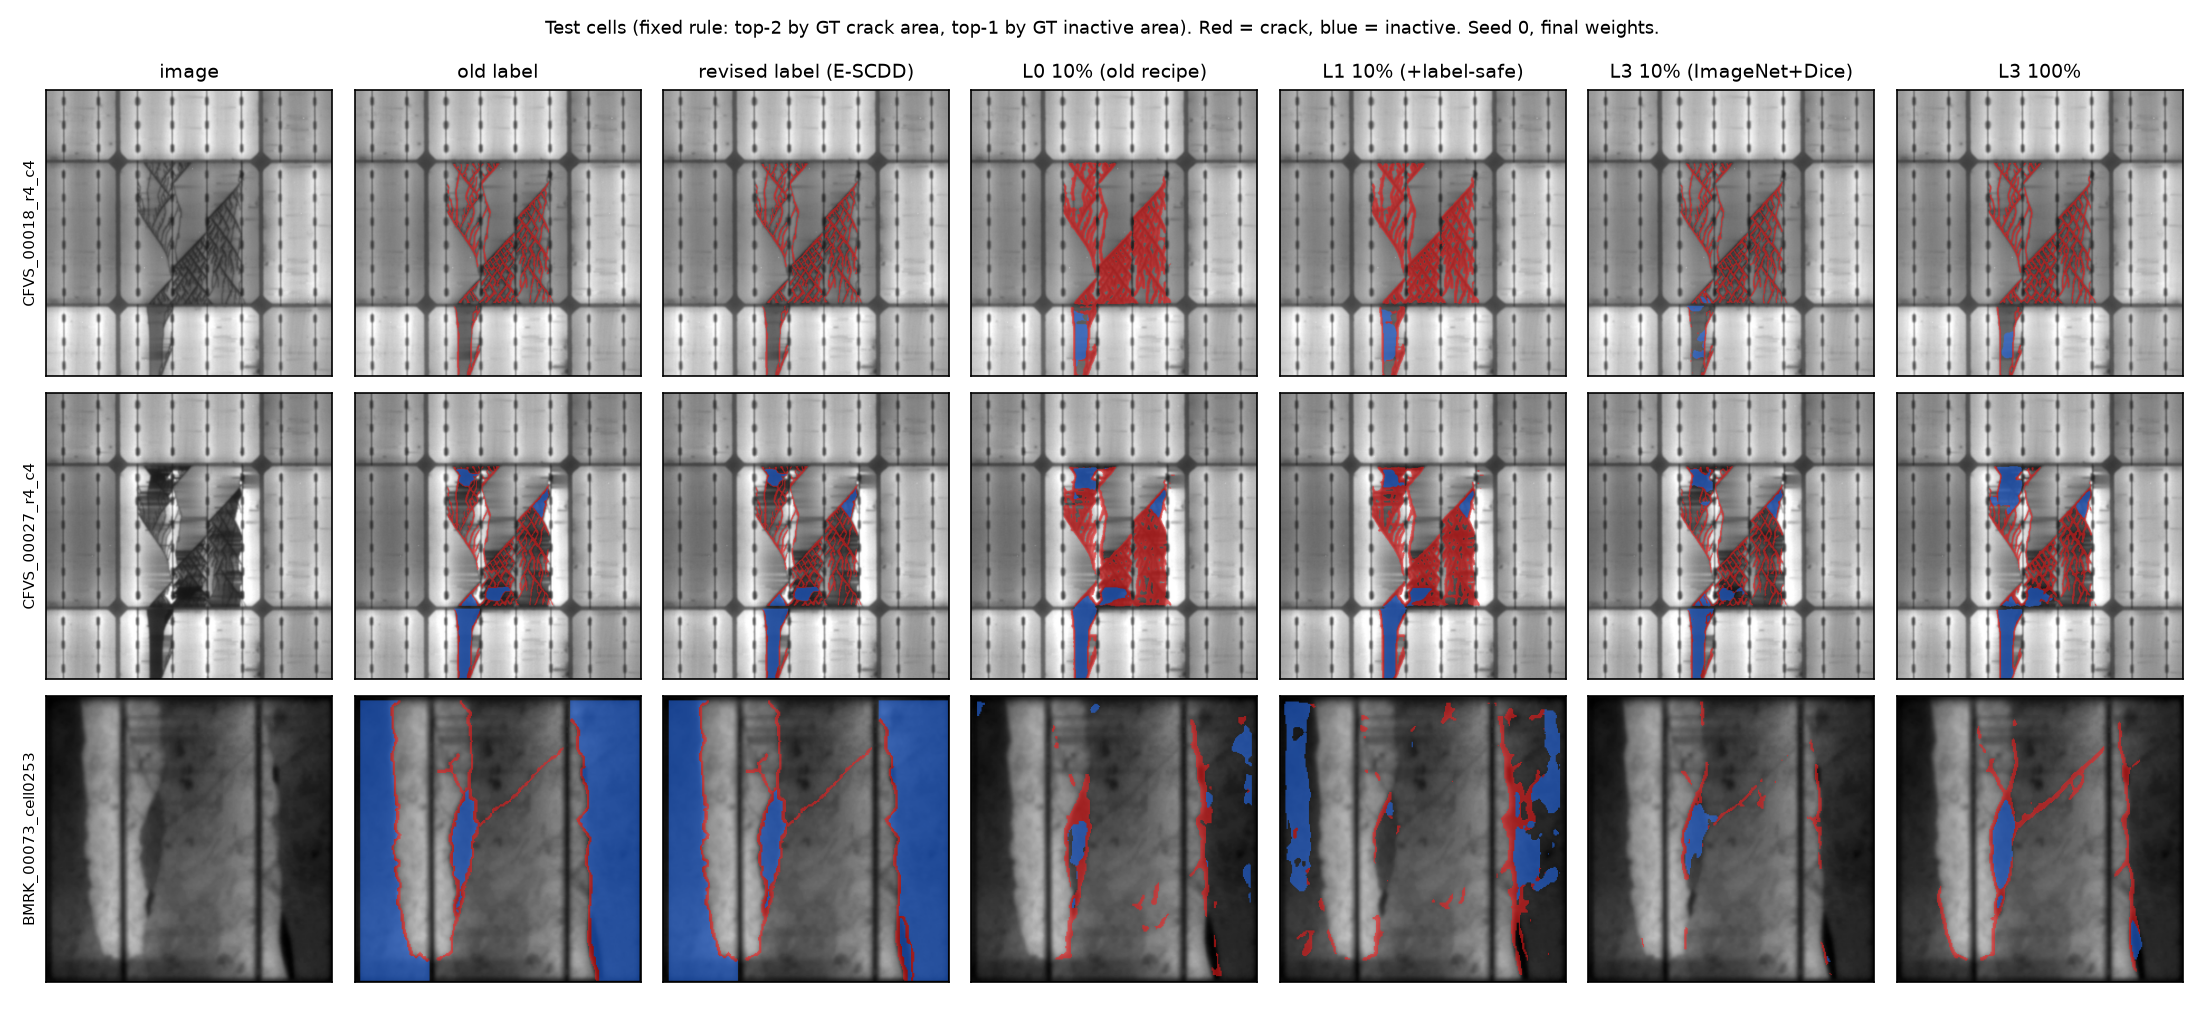 Test cells (fixed rule: top-2 by GT crack area, top-1 by GT inactive area). Red = crack, blue = inactive. Seed 0, final weights.
image
old label
revised label (E-SCDD)
L0 10% (old recipe)
L1 10% (+label-safe)
L3 10% (ImageNet+Dice)
L3 100%
CFVS_00018_r4_c4
CFVS_00027_r4_c4
BMRK_00073_cell0253